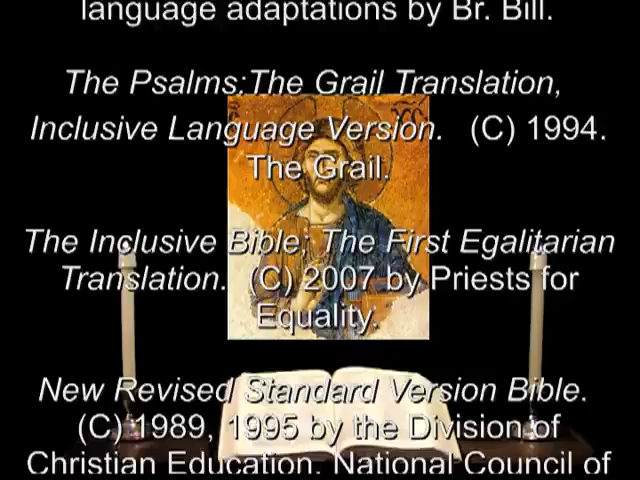 language adaptations by Br. Bill.
The Psalms:The Grail Translation,
Inclusive Language Version. (C) 1994.
The Grail.
The Inclusive Bible; The First Egalitarian
Translation. (C) 2007 by Priests for
Equality.
New Revised Standard Version Bible.
(C) 1989, 1995 by the Division of
Christian Education, National Council of